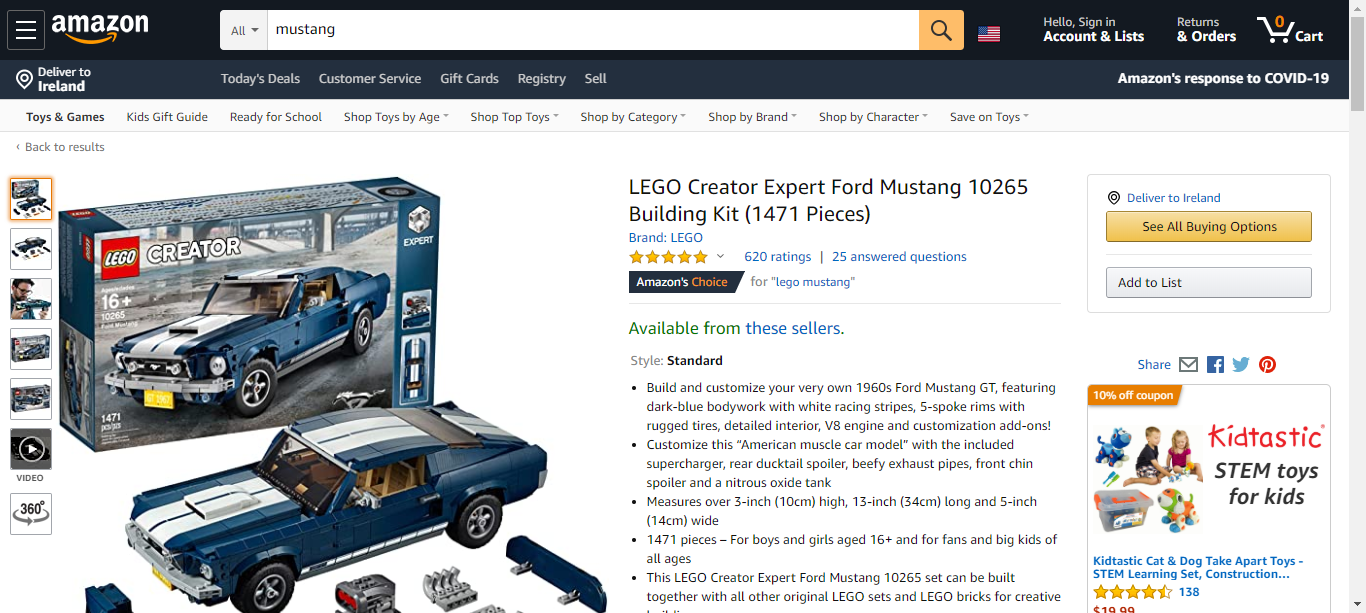 amazon
All
mustang
Hello, Sign in
Account & Lists
Returns
& Orders
0
Cart
Deliver to
Ireland
Today's Deals
Customer Service
Gift Cards
Registry
Sell
Amazon's response to COVID-19
Toys & Games
Kids Gift Guide
Ready for School
Shop Toys by Age
Shop Top Toys
Shop by Category
Shop by Brand
Shop by Character
Save on Toys
‹ Back to results
VIDEO
360°
LEGO
CREATOR
EXPERT
16+
10265
Ford Mustang
1471
pcs/pzs
LEGO Creator Expert Ford Mustang 10265
Building Kit (1471 Pieces)
Brand: LEGO
620 ratings | 25 answered questions
Amazon's Choice for "lego mustang"
Available from these sellers.
Style: Standard
• Build and customize your very own 1960s Ford Mustang GT, featuring
dark-blue bodywork with white racing stripes, 5-spoke rims with
rugged tires, detailed interior, V8 engine and customization add-ons!
• Customize this “American muscle car model” with the included
supercharger, rear ducktail spoiler, beefy exhaust pipes, front chin
spoiler and a nitrous oxide tank
• Measures over 3-inch (10cm) high, 13-inch (34cm) long and 5-inch
(14cm) wide
• 1471 pieces – For boys and girls aged 16+ and for fans and big kids of
all ages
• This LEGO Creator Expert Ford Mustang 10265 set can be built
together with all other original LEGO sets and LEGO bricks for creative
Deliver to Ireland
See All Buying Options
Add to List
Share
10% off coupon
Kidtastic
STEM toys
for kids
Kidtastic Cat & Dog Take Apart Toys -
STEM Learning Set, Construction...
138
$19.99